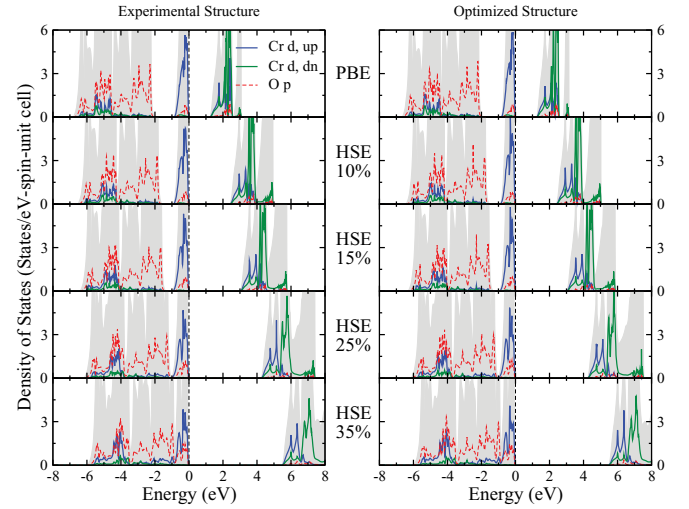 Experimental Structure
Optimized Structure
Density of States (States/eV-spin-unit cell)
Cr d, up
Cr d, dn
O p
6
3
0
PBE
3
0
HSE
10%
3
0
HSE
15%
3
0
HSE
25%
3
0
HSE
35%
-8 -6 -4 -2 0 2 4 6 8
Energy (eV)
6
3
0
3
0
3
0
3
0
3
0
-8 -6 -4 -2 0 2 4 6 8
Energy (eV)